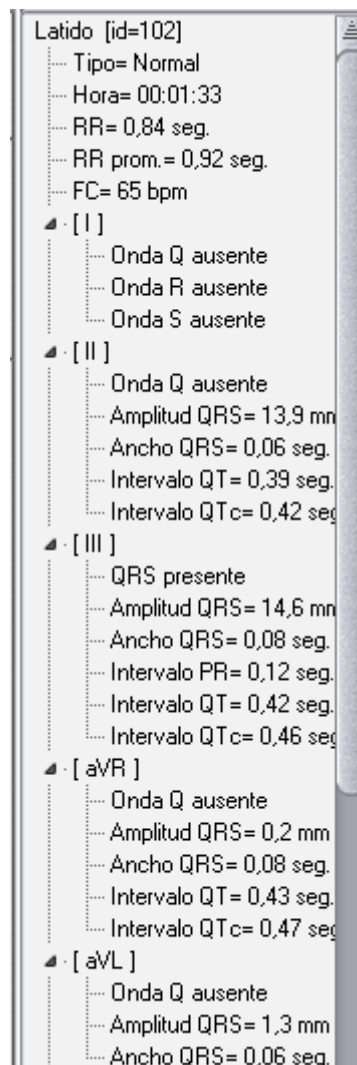 Latido [id=102]
Tipo= Normal
Hora= 00:01:33
RR= 0,84 seg.
RR prom.= 0,92 seg.
FC= 65 bpm
[ I ]
Onda Q ausente
Onda R ausente
Onda S ausente
[ II ]
Onda Q ausente
Amplitud QRS= 13,9 mm
Ancho QRS= 0,06 seg.
Intervalo QT= 0,39 seg.
Intervalo QTc= 0,42 seg
[ III ]
QRS presente
Amplitud QRS= 14,6 mm
Ancho QRS= 0,08 seg.
Intervalo PR= 0,12 seg.
Intervalo QT= 0,42 seg.
Intervalo QTc= 0,46 seg
[ aVR ]
Onda Q ausente
Amplitud QRS= 0,2 mm
Ancho QRS= 0,08 seg.
Intervalo QT= 0,43 seg.
Intervalo QTc= 0,47 seg
[ aVL ]
Onda Q ausente
Amplitud QRS= 1,3 mm
Ancho QRS= 0,06 seg.